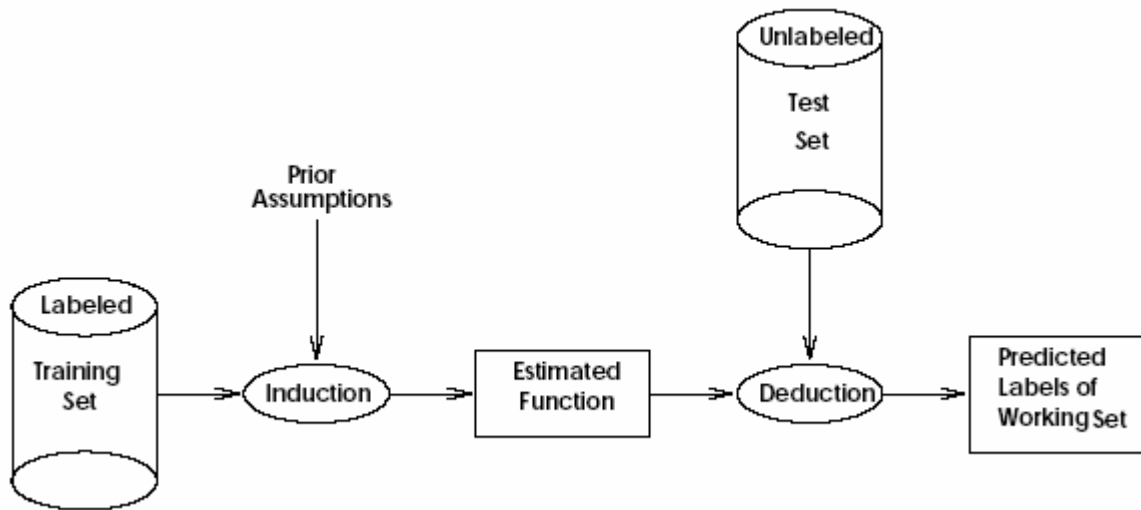 Unlabeled
Test
Set
Prior
Assumptions
Labeled
Training
Set
Induction
Estimated
Function
Deduction
Predicted
Labels of
Working Set